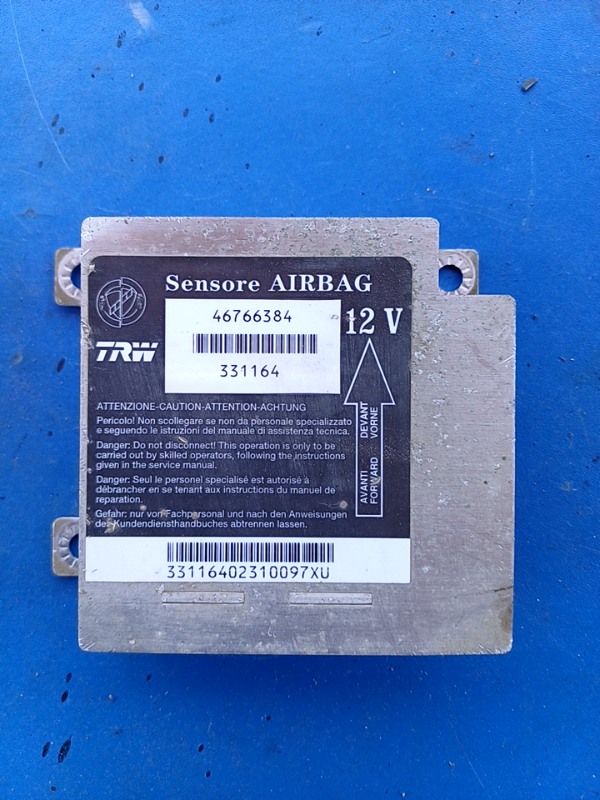 Sensore AIRBAG
46766384
12 V
TRW
331164
ATTENZIONE-CAUTION-ATTENTION-ACHTUNG
Pericolo! Non scollegare se non da personale specializzato
e seguendo le istruzioni del manuale di assistenza tecnica.
Danger: Do not disconnect! This operation is only to be
carried out by skilled operators, following the instructions
given in the service manual.
Danger: Seul le personel specialisé est autorisé à
débrancher en se tenant aux instructions du manuel de
reparation.
Gefahr: nur von Fachpersonal und nach den Anweisungen
des Kundendiensthandbuches abtrennen lassen.
AVANTI DEVANT
FORWARD VORNE
33116402310097XU